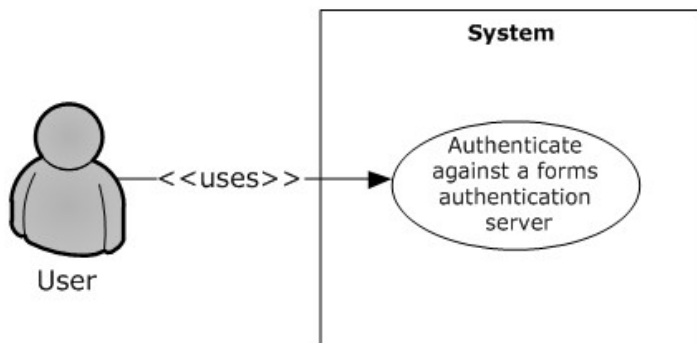 System
Authenticate
against a forms
authentication
server
<<uses>>
User